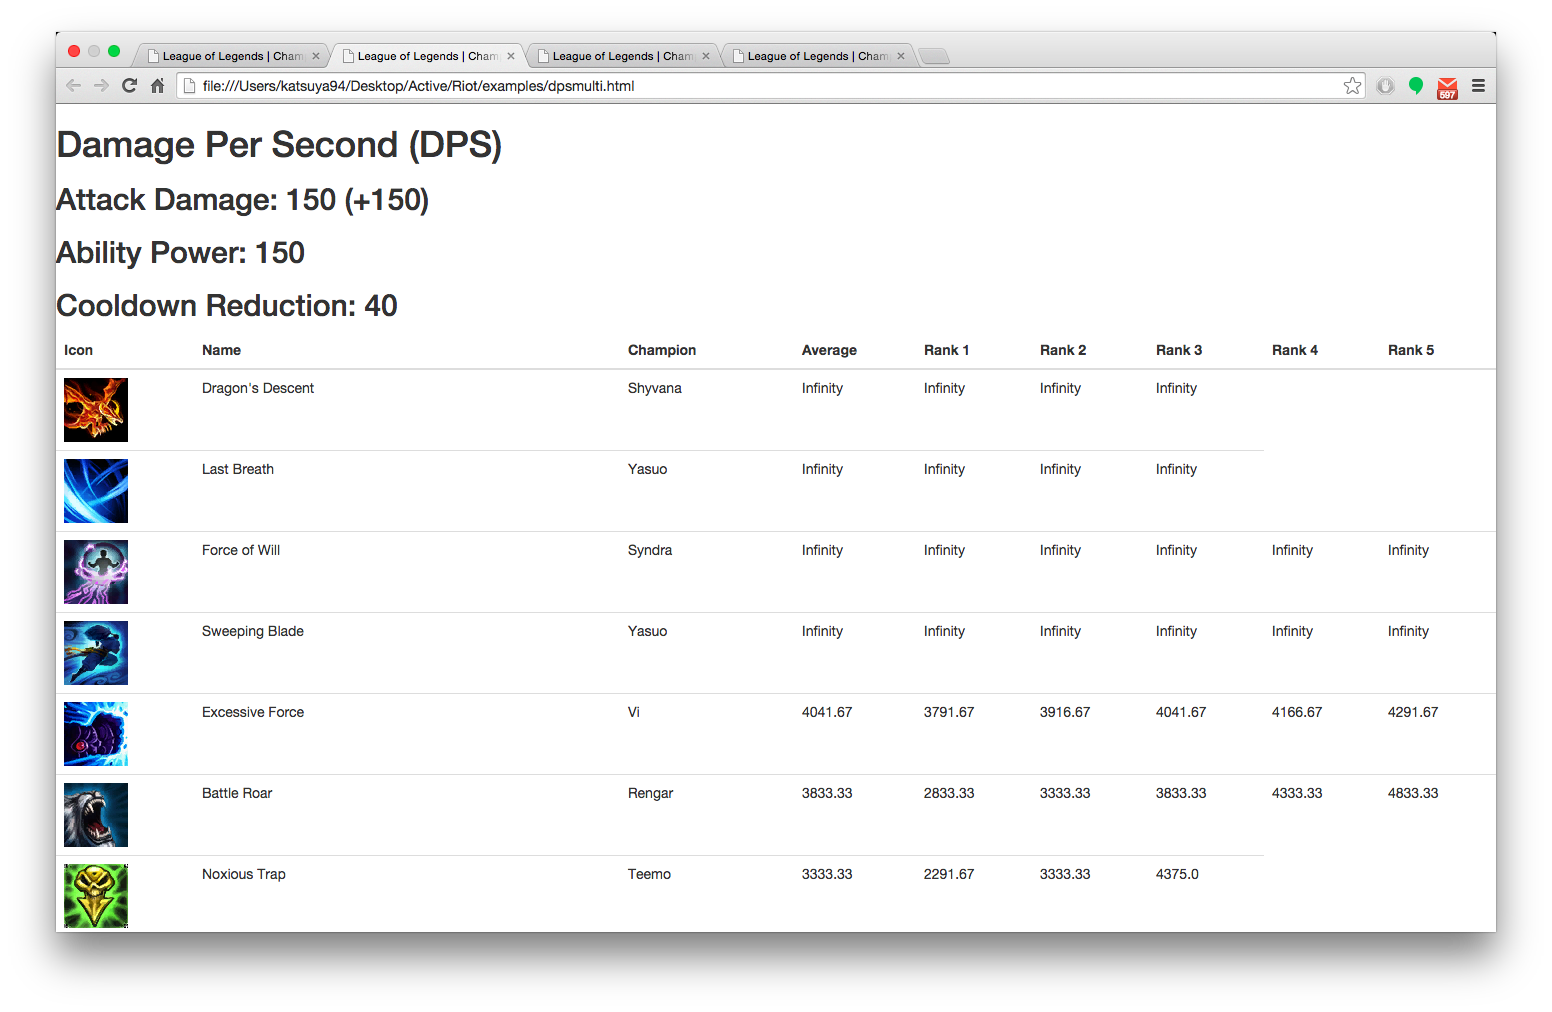 League of Legends | Cham League of Legends | Cham League of Legends | Cham League of Legends | Cham
file:///Users/katsuya94/Desktop/Active/Riot/examples/dpsmulti.html
597
Damage Per Second (DPS)
Attack Damage: 150 (+150)
Ability Power: 150
Cooldown Reduction: 40
Icon Name Champion Average Rank 1 Rank 2 Rank 3 Rank 4 Rank 5
Dragon's Descent Shyvana Infinity Infinity Infinity Infinity
Last Breath Yasuo Infinity Infinity Infinity Infinity
Force of Will Syndra Infinity Infinity Infinity Infinity Infinity Infinity
Sweeping Blade Yasuo Infinity Infinity Infinity Infinity Infinity Infinity
Excessive Force Vi 4041.67 3791.67 3916.67 4041.67 4166.67 4291.67
Battle Roar Rengar 3833.33 2833.33 3333.33 3833.33 4333.33 4833.33
Noxious Trap Teemo 3333.33 2291.67 3333.33 4375.0